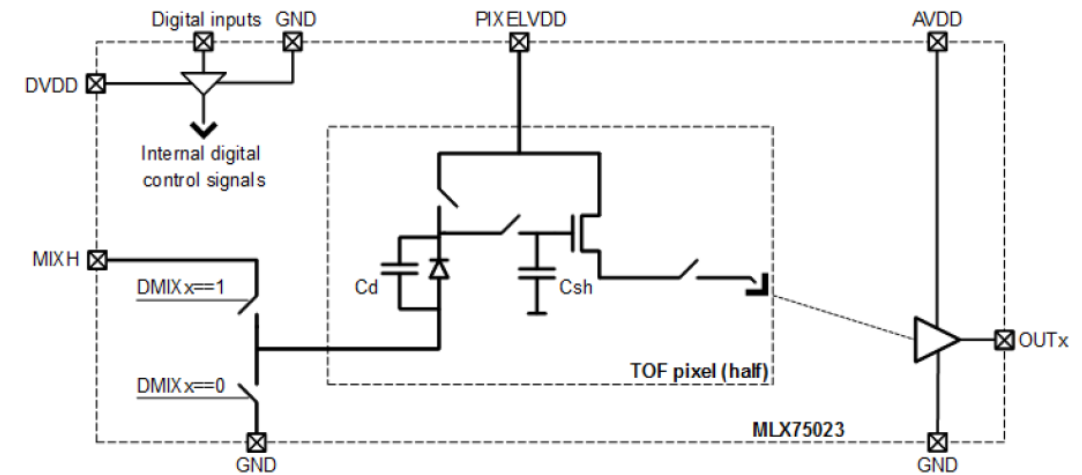 Digital inputs GND PIXELVDD AVDD
DVDD
Internal digital
control signals
MIXH
DMIXx==1
Cd Csh
OUTx
TOF pixel (half)
DMIXx==0
MLX75023
GND GND